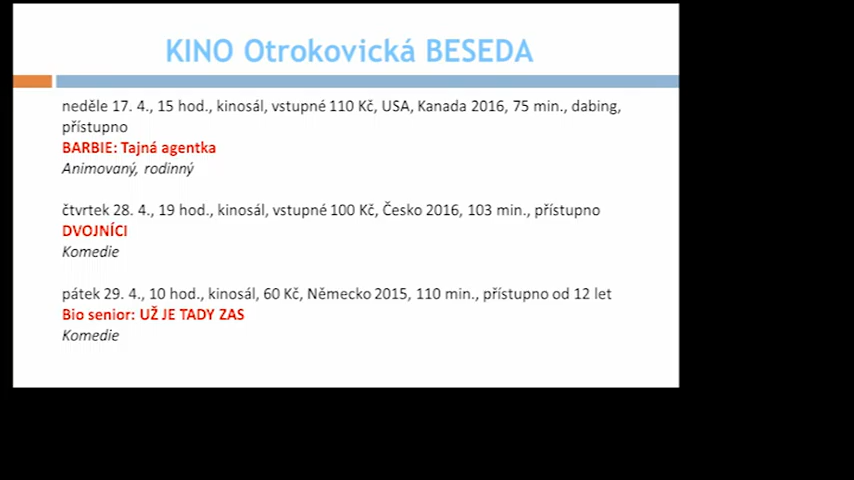 KINO Otrokovická BESEDA
neděle 17. 4., 15 hod., kinosál, vstupné 110 Kč, USA, Kanada 2016, 75 min., dabing,
přístupno
BARBIE: Tajná agentka
Animovaný, rodinný
čtvrtek 28. 4., 19 hod., kinosál, vstupné 100 Kč, Česko 2016, 103 min., přístupno
DVOJNÍCI
Komedie
pátek 29. 4., 10 hod., kinosál, 60 Kč, Německo 2015, 110 min., přístupno od 12 let
Bio senior: UŽ JE TADY ZAS
Komedie